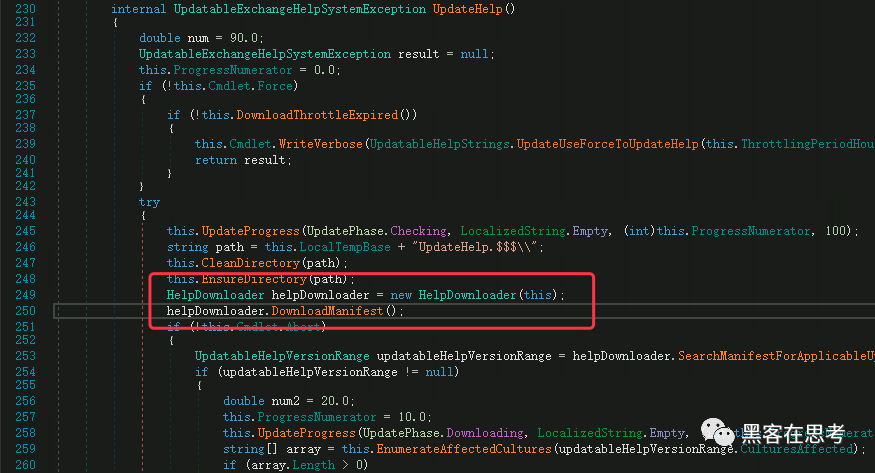 230 internal UpdatableExchangeHelpSystemException UpdateHelp()
231 {
232 double num = 90.0;
233 UpdatableExchangeHelpSystemException result = null;
234 this.ProgressNumerator = 0.0;
235 if (!this.Cmdlet.Force)
236 {
237 if (!this.DownloadThrottleExpired())
238 {
239 this.Cmdlet.WriteVerbose(UpdatableHelpStrings.UpdateUseForceToUpdateHelp(this.ThrottlingPeriodHou
240 return result;
241 }
242 }
243 try
244 {
245 this.UpdateProgress(UpdatePhase.Checking, LocalizedString.Empty, (int)this.ProgressNumerator, 100);
246 string path = this.LocalTempBase + "UpdateHelp.$$$\\";
247 this.CleanDirectory(path);
248 this.EnsureDirectory(path);
249 HelpDownloader helpDownloader = new HelpDownloader(this);
250 helpDownloader.DownloadManifest();
251 if (!this.Cmdlet.Abort)
252 {
253 UpdatableHelpVersionRange updatableHelpVersionRange = helpDownloader.SearchManifestForApplicableUp
254 if (updatableHelpVersionRange != null)
255 {
256 double num2 = 20.0;
257 this.ProgressNumerator = 10.0;
258 this.UpdateProgress(UpdatePhase.Downloading, LocalizedString.Empty,
259 string[] array = this.EnumerateAffectedCultures(updatableHelpVersionRange.CulturesAffected);
260 if (array.Length > 0)
黑客在思考